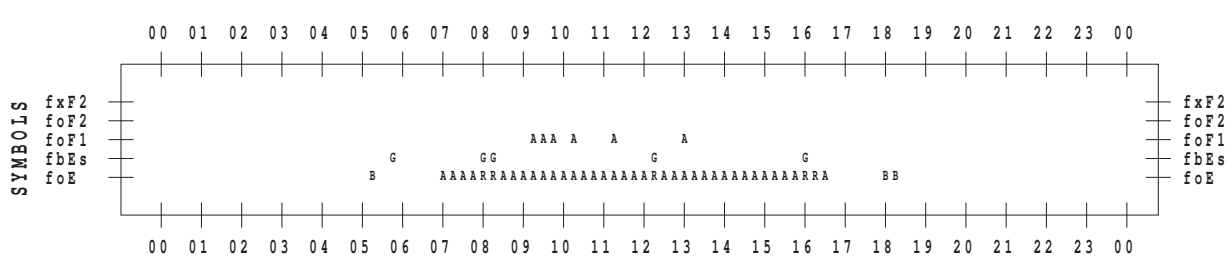 00 01 02 03 04 05 06 07 08 09 10 11 12 13 14 15 16 17 18 19 20 21 22 23 00
SYMBOLS
fxF2 fxF2
foF2 foF2
foF1 AAA A A A foF1
fbEs G GG G G fbEs
foE B AAAARRAAAAAAAAAAAAAAARAAAAAAAAAAAAAARRA BB foE
00 01 02 03 04 05 06 07 08 09 10 11 12 13 14 15 16 17 18 19 20 21 22 23 00